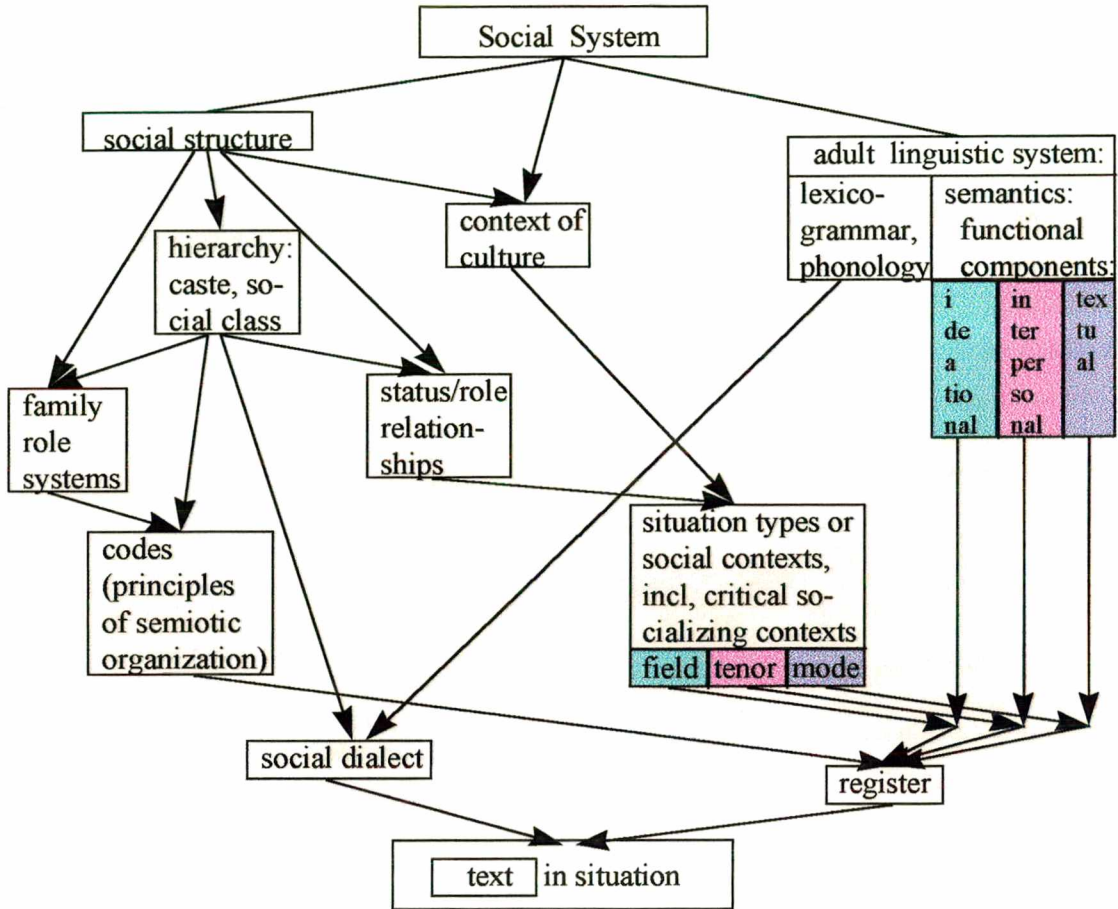 Social System
social structure
adult linguistic system:
lexico-
grammar,
phonology
semantics:
functional
components:
context of
culture
hierarchy:
caste, so-
cial class
i
de
a
tio
nal
in
ter
per
so
nal
tex
tu
al
family
role
systems
status/role
relation-
ships
codes
(principles
of semiotic
organization)
situation types or
social contexts,
incl, critical so-
cializing contexts
field tenor mode
social dialect
register
text in situation